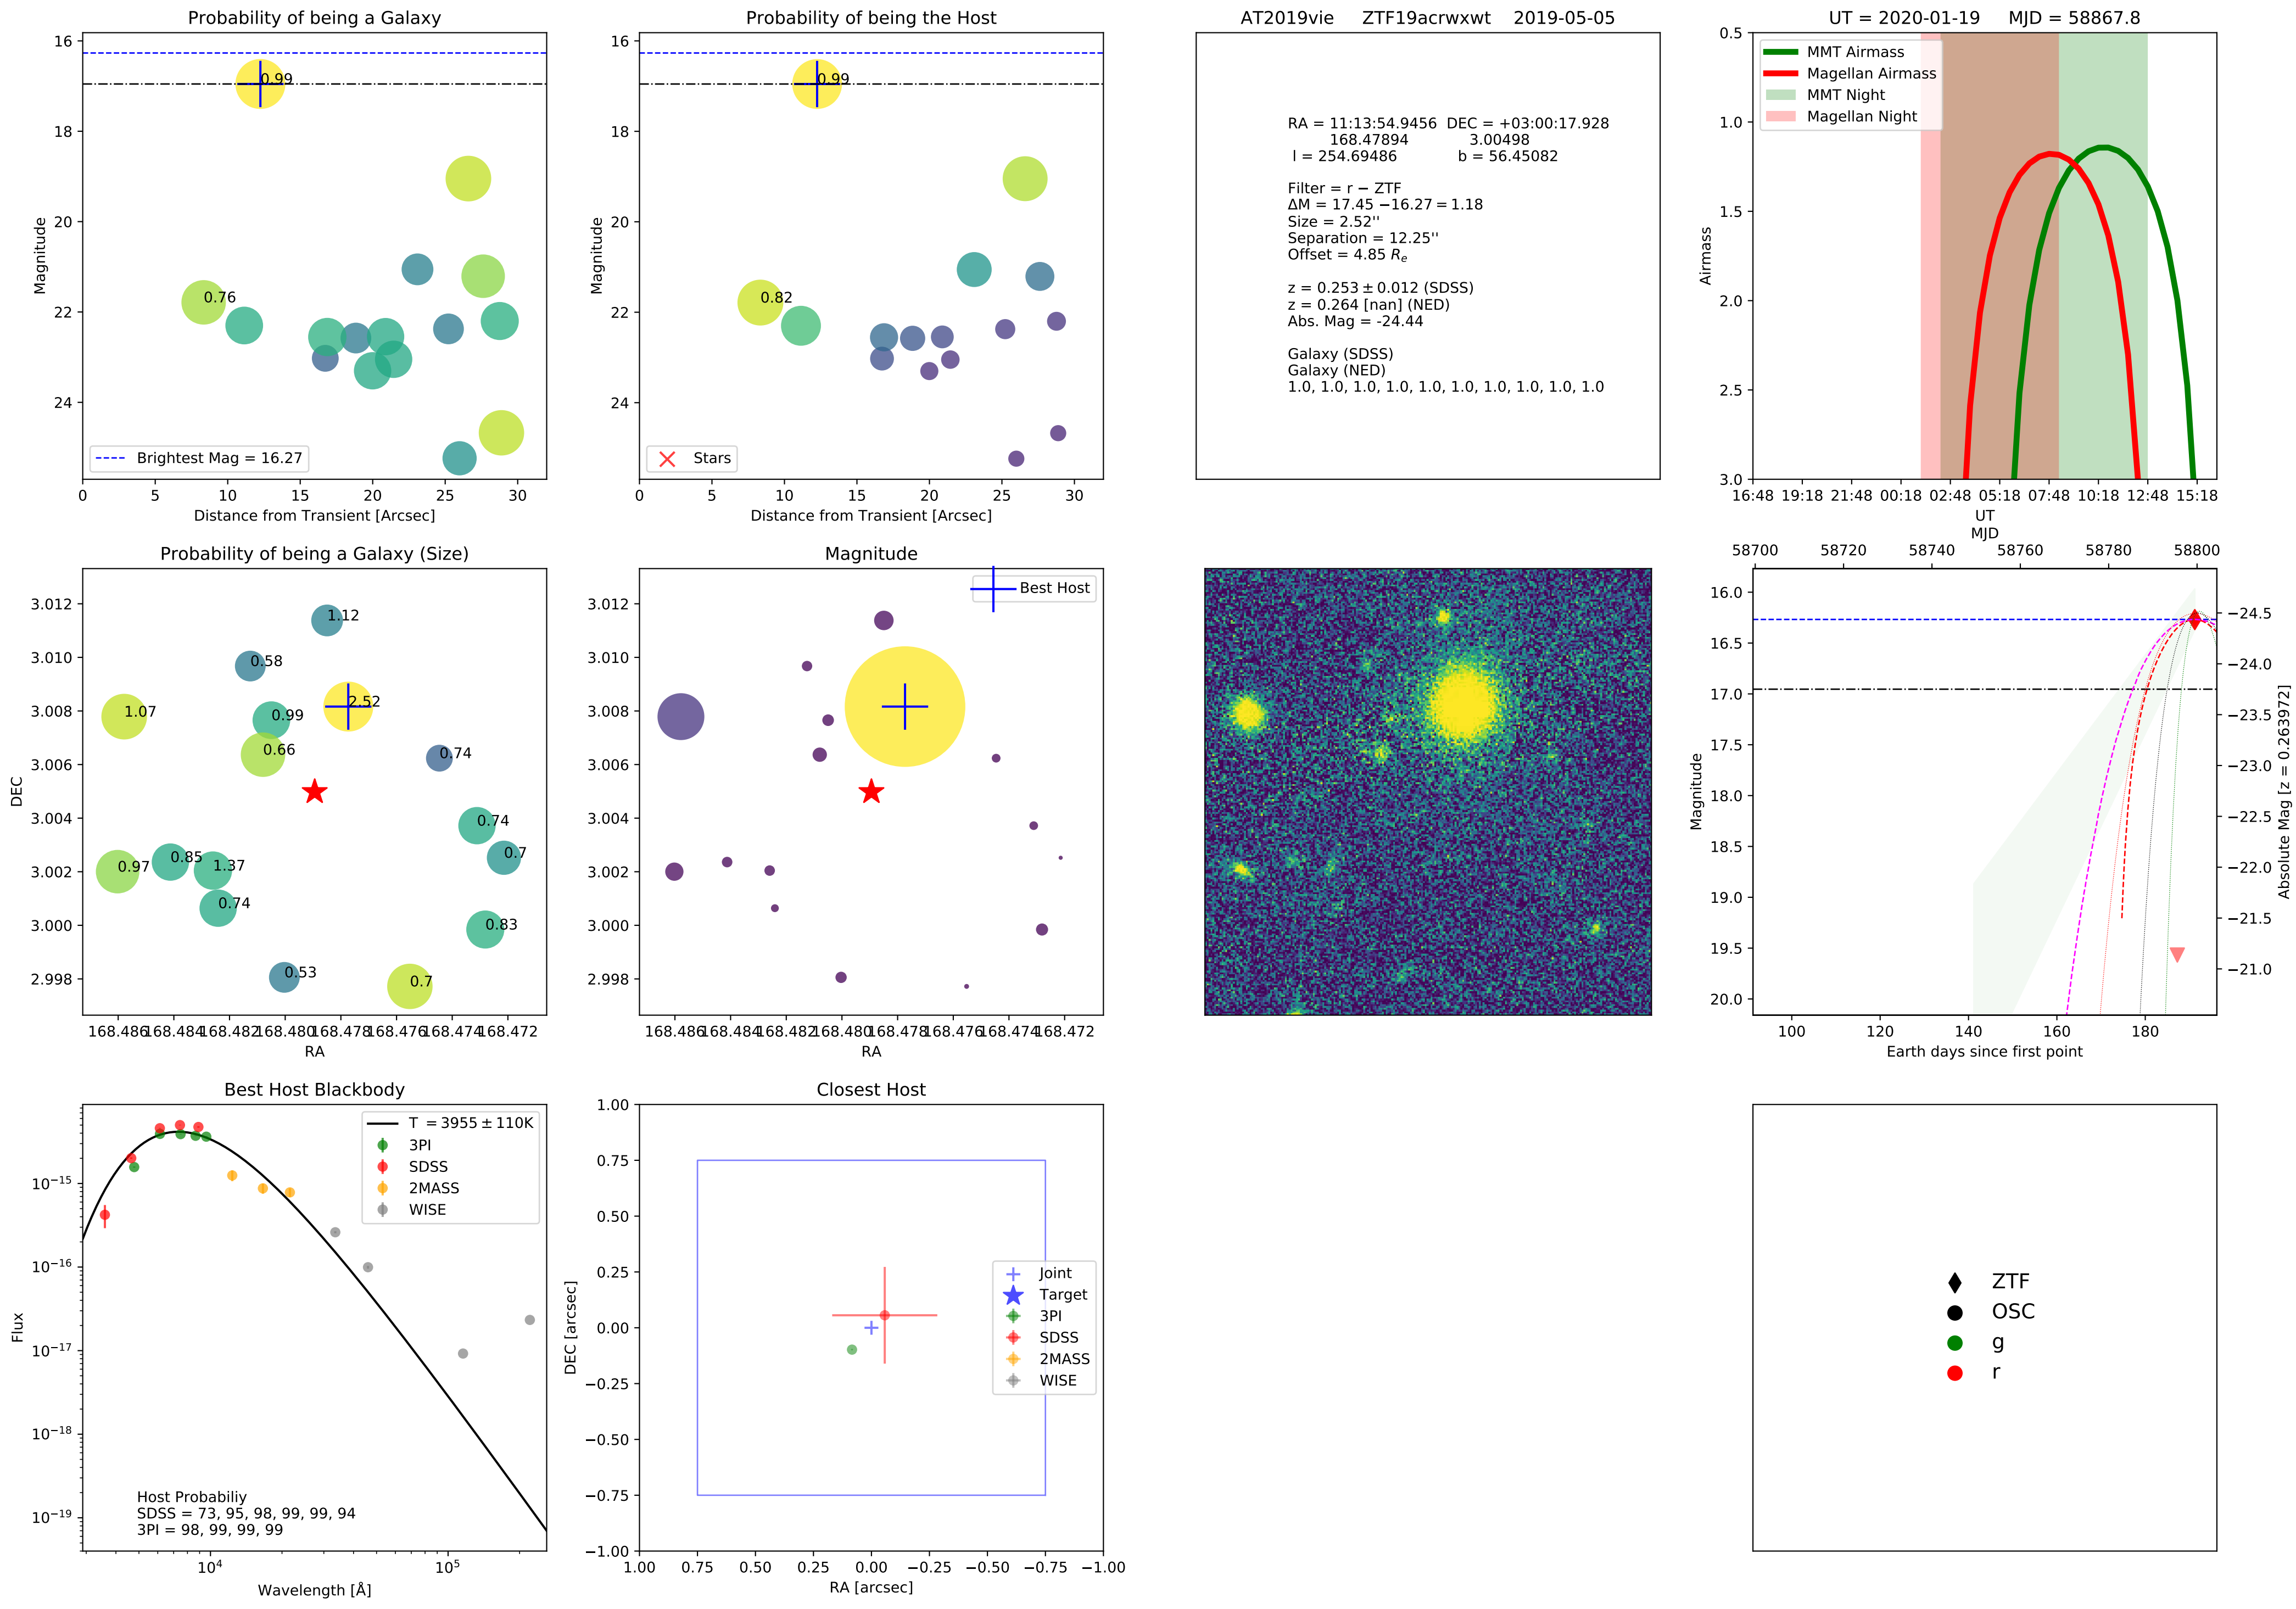 Probability of being a Galaxy
16
18
20
22
24
Magnitude
0.99
0.76
Brightest Mag = 16.27
0 5 10 15 20 25 30
Distance from Transient [Arcsec]
Probability of being the Host
16
18
20
22
24
Magnitude
0.99
0.82
Stars
0 5 10 15 20 25 30
Distance from Transient [Arcsec]
AT2019vie ZTF19acrwxwt 2019-05-05
RA = 11:13:54.9456 DEC = +03:00:17.928
168.47894 3.00498
l = 254.69486 b = 56.45082
Filter = r − ZTF
ΔM = 17.45 −16.27 = 1.18
Size = 2.52''
Separation = 12.25''
Offset = 4.85 Re
z = 0.253 ± 0.012 (SDSS)
z = 0.264 [nan] (NED)
Abs. Mag = -24.44
Galaxy (SDSS)
Galaxy (NED)
1.0, 1.0, 1.0, 1.0, 1.0, 1.0, 1.0, 1.0, 1.0, 1.0
UT = 2020-01-19 MJD = 58867.8
0.5
1.0
1.5
2.0
2.5
3.0
Airmass
MMT Airmass
Magellan Airmass
MMT Night
Magellan Night
16:48 19:18 21:48 00:18 02:48 05:18 07:48 10:18 12:48 15:18
UT
Probability of being a Galaxy (Size)
3.012
3.010
3.008
3.006
3.004
3.002
3.000
2.998
DEC
1.12
0.58
2.52
1.07
0.99
0.66
0.74
0.74
0.7
0.85
1.37
0.97
0.74
0.83
0.53
0.7
168.486 168.484 168.482 168.480 168.478 168.476 168.474 168.472
RA
Magnitude
Best Host
3.012
3.010
3.008
3.006
3.004
3.002
3.000
2.998
168.486 168.484 168.482 168.480 168.478 168.476 168.474 168.472
RA
MJD
58700 58720 58740 58760 58780 58800
16.0
16.5
17.0
17.5
18.0
18.5
19.0
19.5
20.0
Magnitude
−24.5
−24.0
−23.5
−23.0
−22.5
−22.0
−21.5
−21.0
Absolute Mag [z = 0.263972]
100 120 140 160 180
Earth days since first point
Best Host Blackbody
T = 3955 ± 110K
3PI
SDSS
2MASS
WISE
10⁻¹⁵
10⁻¹⁶
10⁻¹⁷
10⁻¹⁸
10⁻¹⁹
Flux
Host Probabiliy
SDSS = 73, 95, 98, 99, 99, 94
3PI = 98, 99, 99, 99
10⁴ 10⁵
Wavelength [Å]
Closest Host
1.00
0.75
0.50
0.25
0.00
−0.25
−0.50
−0.75
−1.00
DEC [arcsec]
Joint
Target
3PI
SDSS
2MASS
WISE
1.00 0.75 0.50 0.25 0.00 −0.25 −0.50 −0.75 −1.00
RA [arcsec]
ZTF
OSC
g
r